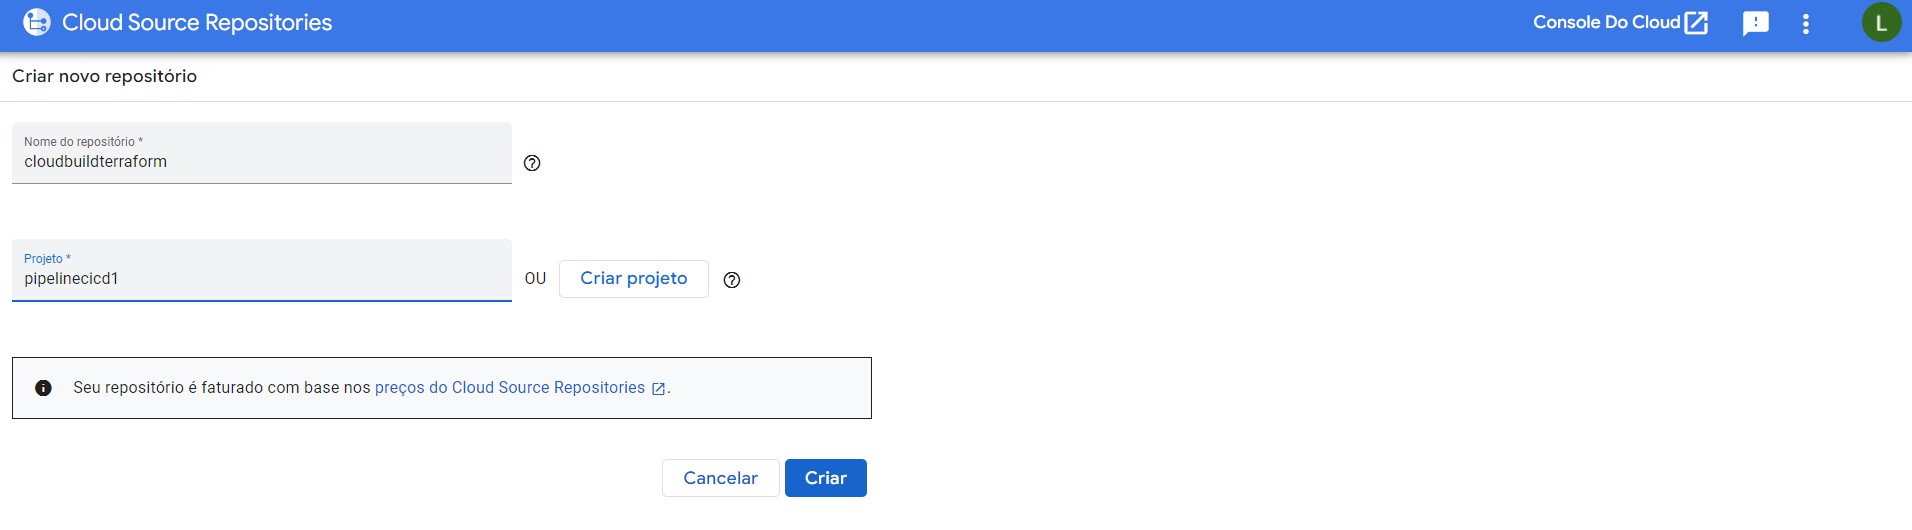 Cloud Source Repositories
Console Do Cloud
L
Criar novo repositório
Nome do repositório *
cloudbuildterraform
Projeto *
pipelinecicd1
OU
Criar projeto
Seu repositório é faturado com base nos preços do Cloud Source Repositories .
Cancelar
Criar